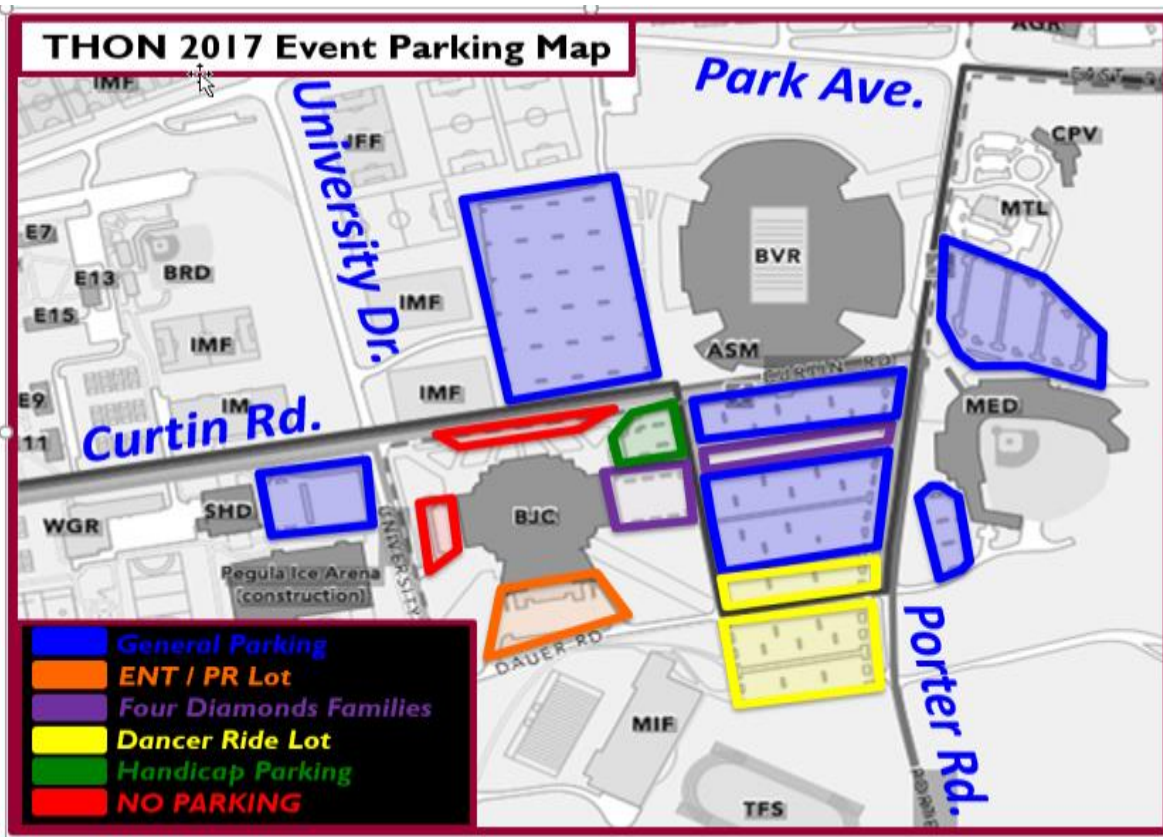 THON 2017 Event Parking Map
AGR
IMF
Park Ave.
EAST
University Dr.
JFF
CPV
MTL
E7
BRD
BVR
E13
IMF
E15
IMF
ASM
CURTIN RD
E9
IM
IMF
MED
Curtin Rd.
11
SHD
WGR
BJC
UNIVERSITY
Pegula Ice Arena
(construction)
Porter Rd.
DAUER RD
General Parking
ENT / PR Lot
Four Diamonds Families
Dancer Ride Lot
Handicap Parking
NO PARKING
MIF
TFS